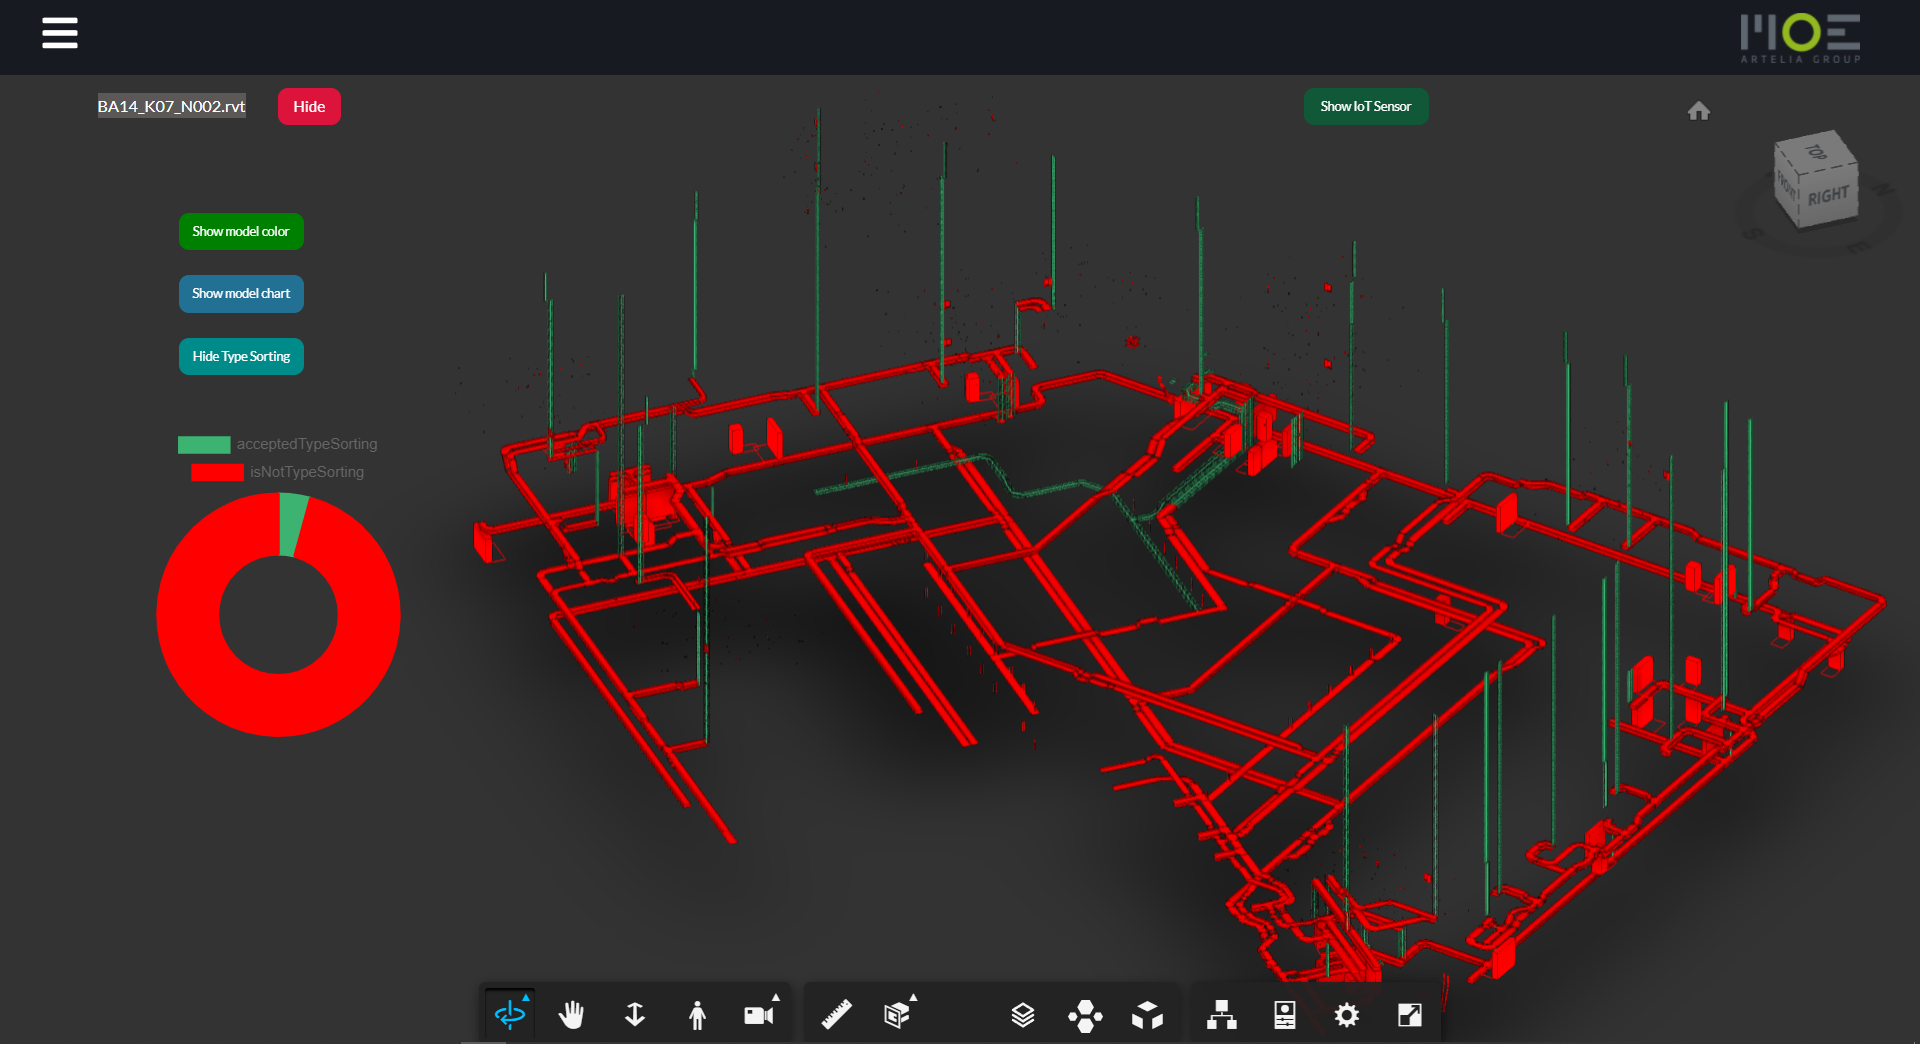 MOE
ARTELIA GROUP
BA14_K07_N002.rvt
Hide
Show IoT Sensor
TOP
FRONT
RIGHT
N
S
E
Show model color
Show model chart
Hide Type Sorting
acceptedTypeSorting
isNotTypeSorting